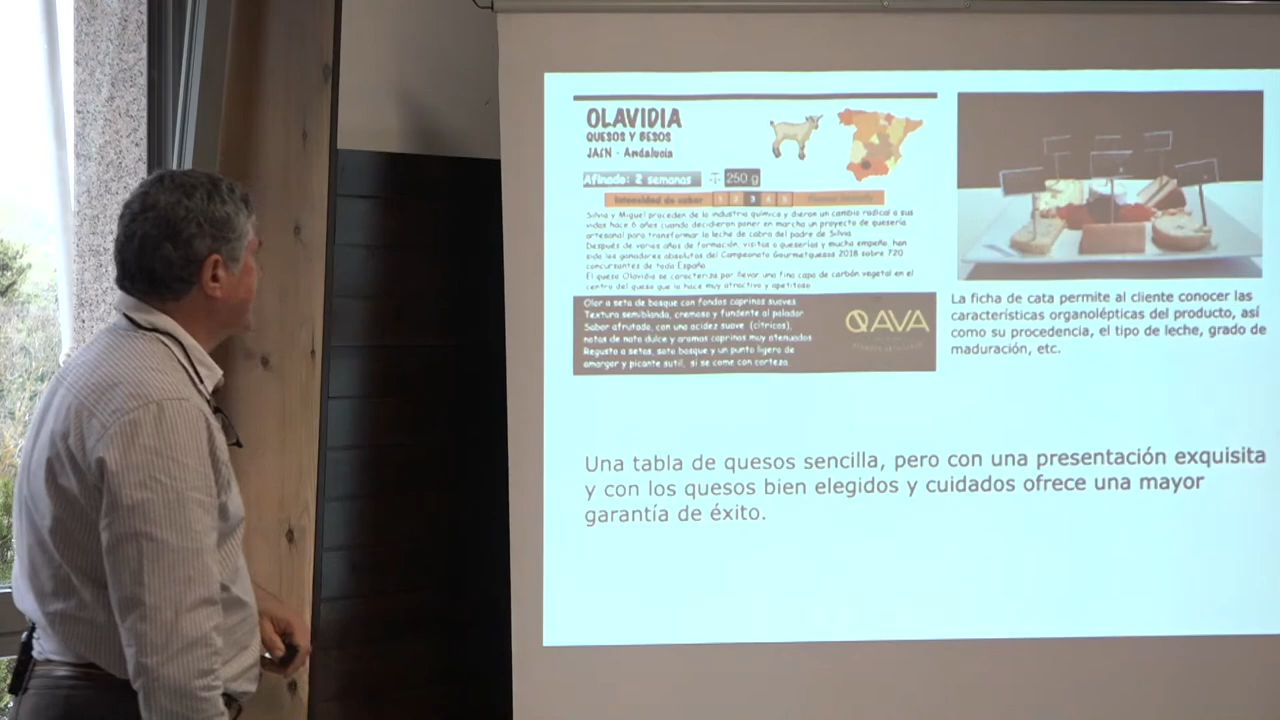 OLAVIDIA
QUESOS Y BESOS
JAÉN - Andalucía
Afinado: 2 semanas
250 g
Intensidad de sabor 1 2 3 4 5
Silvia y Miguel proceden de la industria química y dieron un cambio radical a sus
vidas hace 6 años cuando decidieron poner en marcha un proyecto de quesería
artesanal para transformar la leche de cabra del padre de Silvia.
Después de varios años de formación, visitas a queserías y mucho empeño, han
sido los ganadores absolutos del Campeonato Gourmetquesos 2018 sobre 720
concursantes de toda España
El queso Olavidia se caracteriza por llevar una fina capa de carbón vegetal en el
centro del queso que lo hace muy atractivo y apetitoso
Olor a seta de bosque con fondos caprinos suaves
Textura semiblanda, cremoso y fundente al paladar
Sabor afrutado, con una acidez suave (cítricos),
notas de nata dulce y aromas caprinos muy atenuados
Regusto a setas, soto bosque y un punto ligero de
amargor y picante sutil, si se come con corteza.
QAVA
La ficha de cata permite al cliente conocer las
características organolépticas del producto, así
como su procedencia, el tipo de leche, grado de
maduración, etc.
Una tabla de quesos sencilla, pero con una presentación exquisita
y con los quesos bien elegidos y cuidados ofrece una mayor
garantía de éxito.